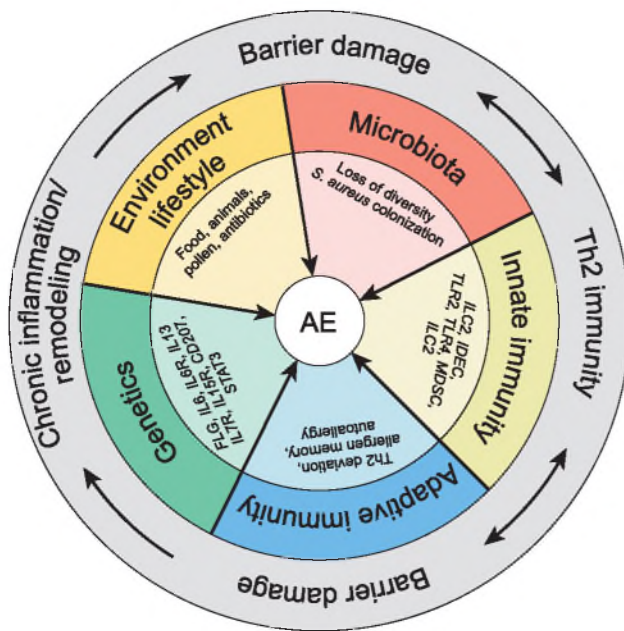 Barrier damage
Th2 immunity
Barrier damage
Chronic inflammation/
remodeling
Environment
lifestyle
Food, animals,
pollen, antibiotics
Microbiota
Loss of diversity
S. aureus colonization
Innate immunity
ILC2, IDEC,
TLR2, TLR4, MDSC,
ILC2
Adaptive immunity
Th2 deviation,
allergen memory,
autoallergy
Genetics
FLG, IL6, IL6R, IL13
IL7R, IL15R, CD207,
STAT3
AE